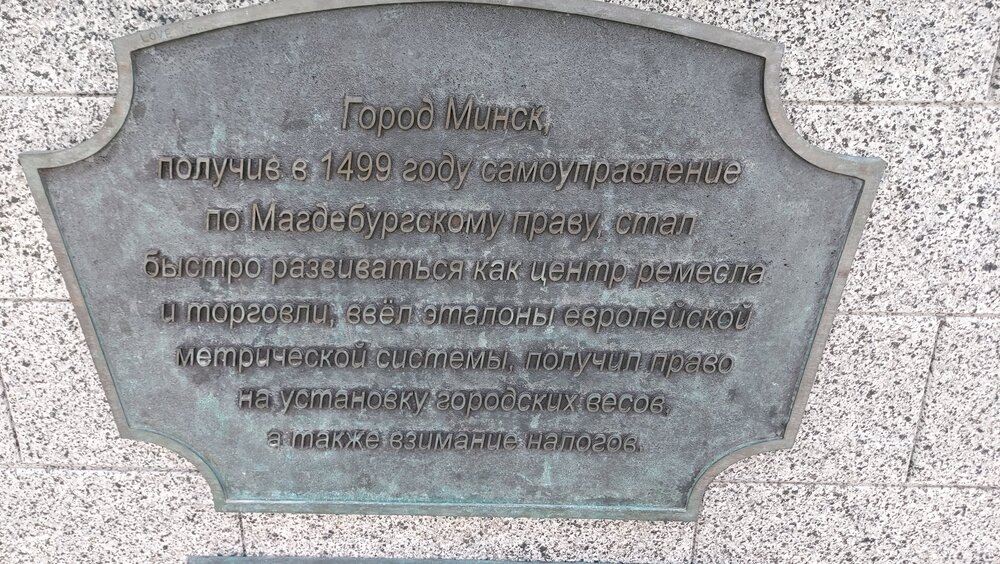 Love
Город Минск,
получив в 1499 году самоуправление
по Магдебургскому праву, стал
быстро развиваться как центр ремесла
и торговли, ввёл эталоны европейской
метрической системы, получил право
на установку городских весов,
а также взимание налогов.